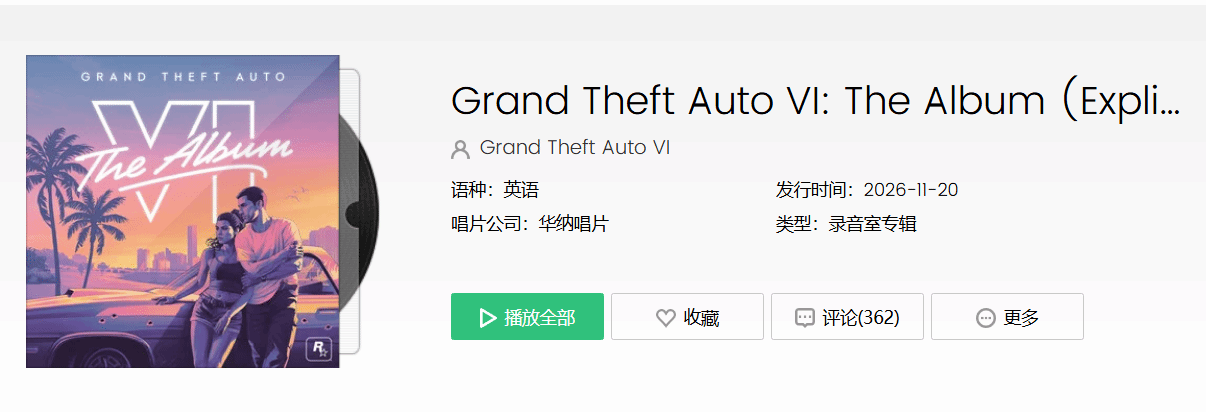 GRAND THEFT AUTO
VI
The Album
R
Grand Theft Auto VI: The Album (Expli...
Grand Theft Auto VI
语种：英语
发行时间：2026-11-20
唱片公司：华纳唱片
类型：录音室专辑
播放全部
收藏
评论(362)
更多